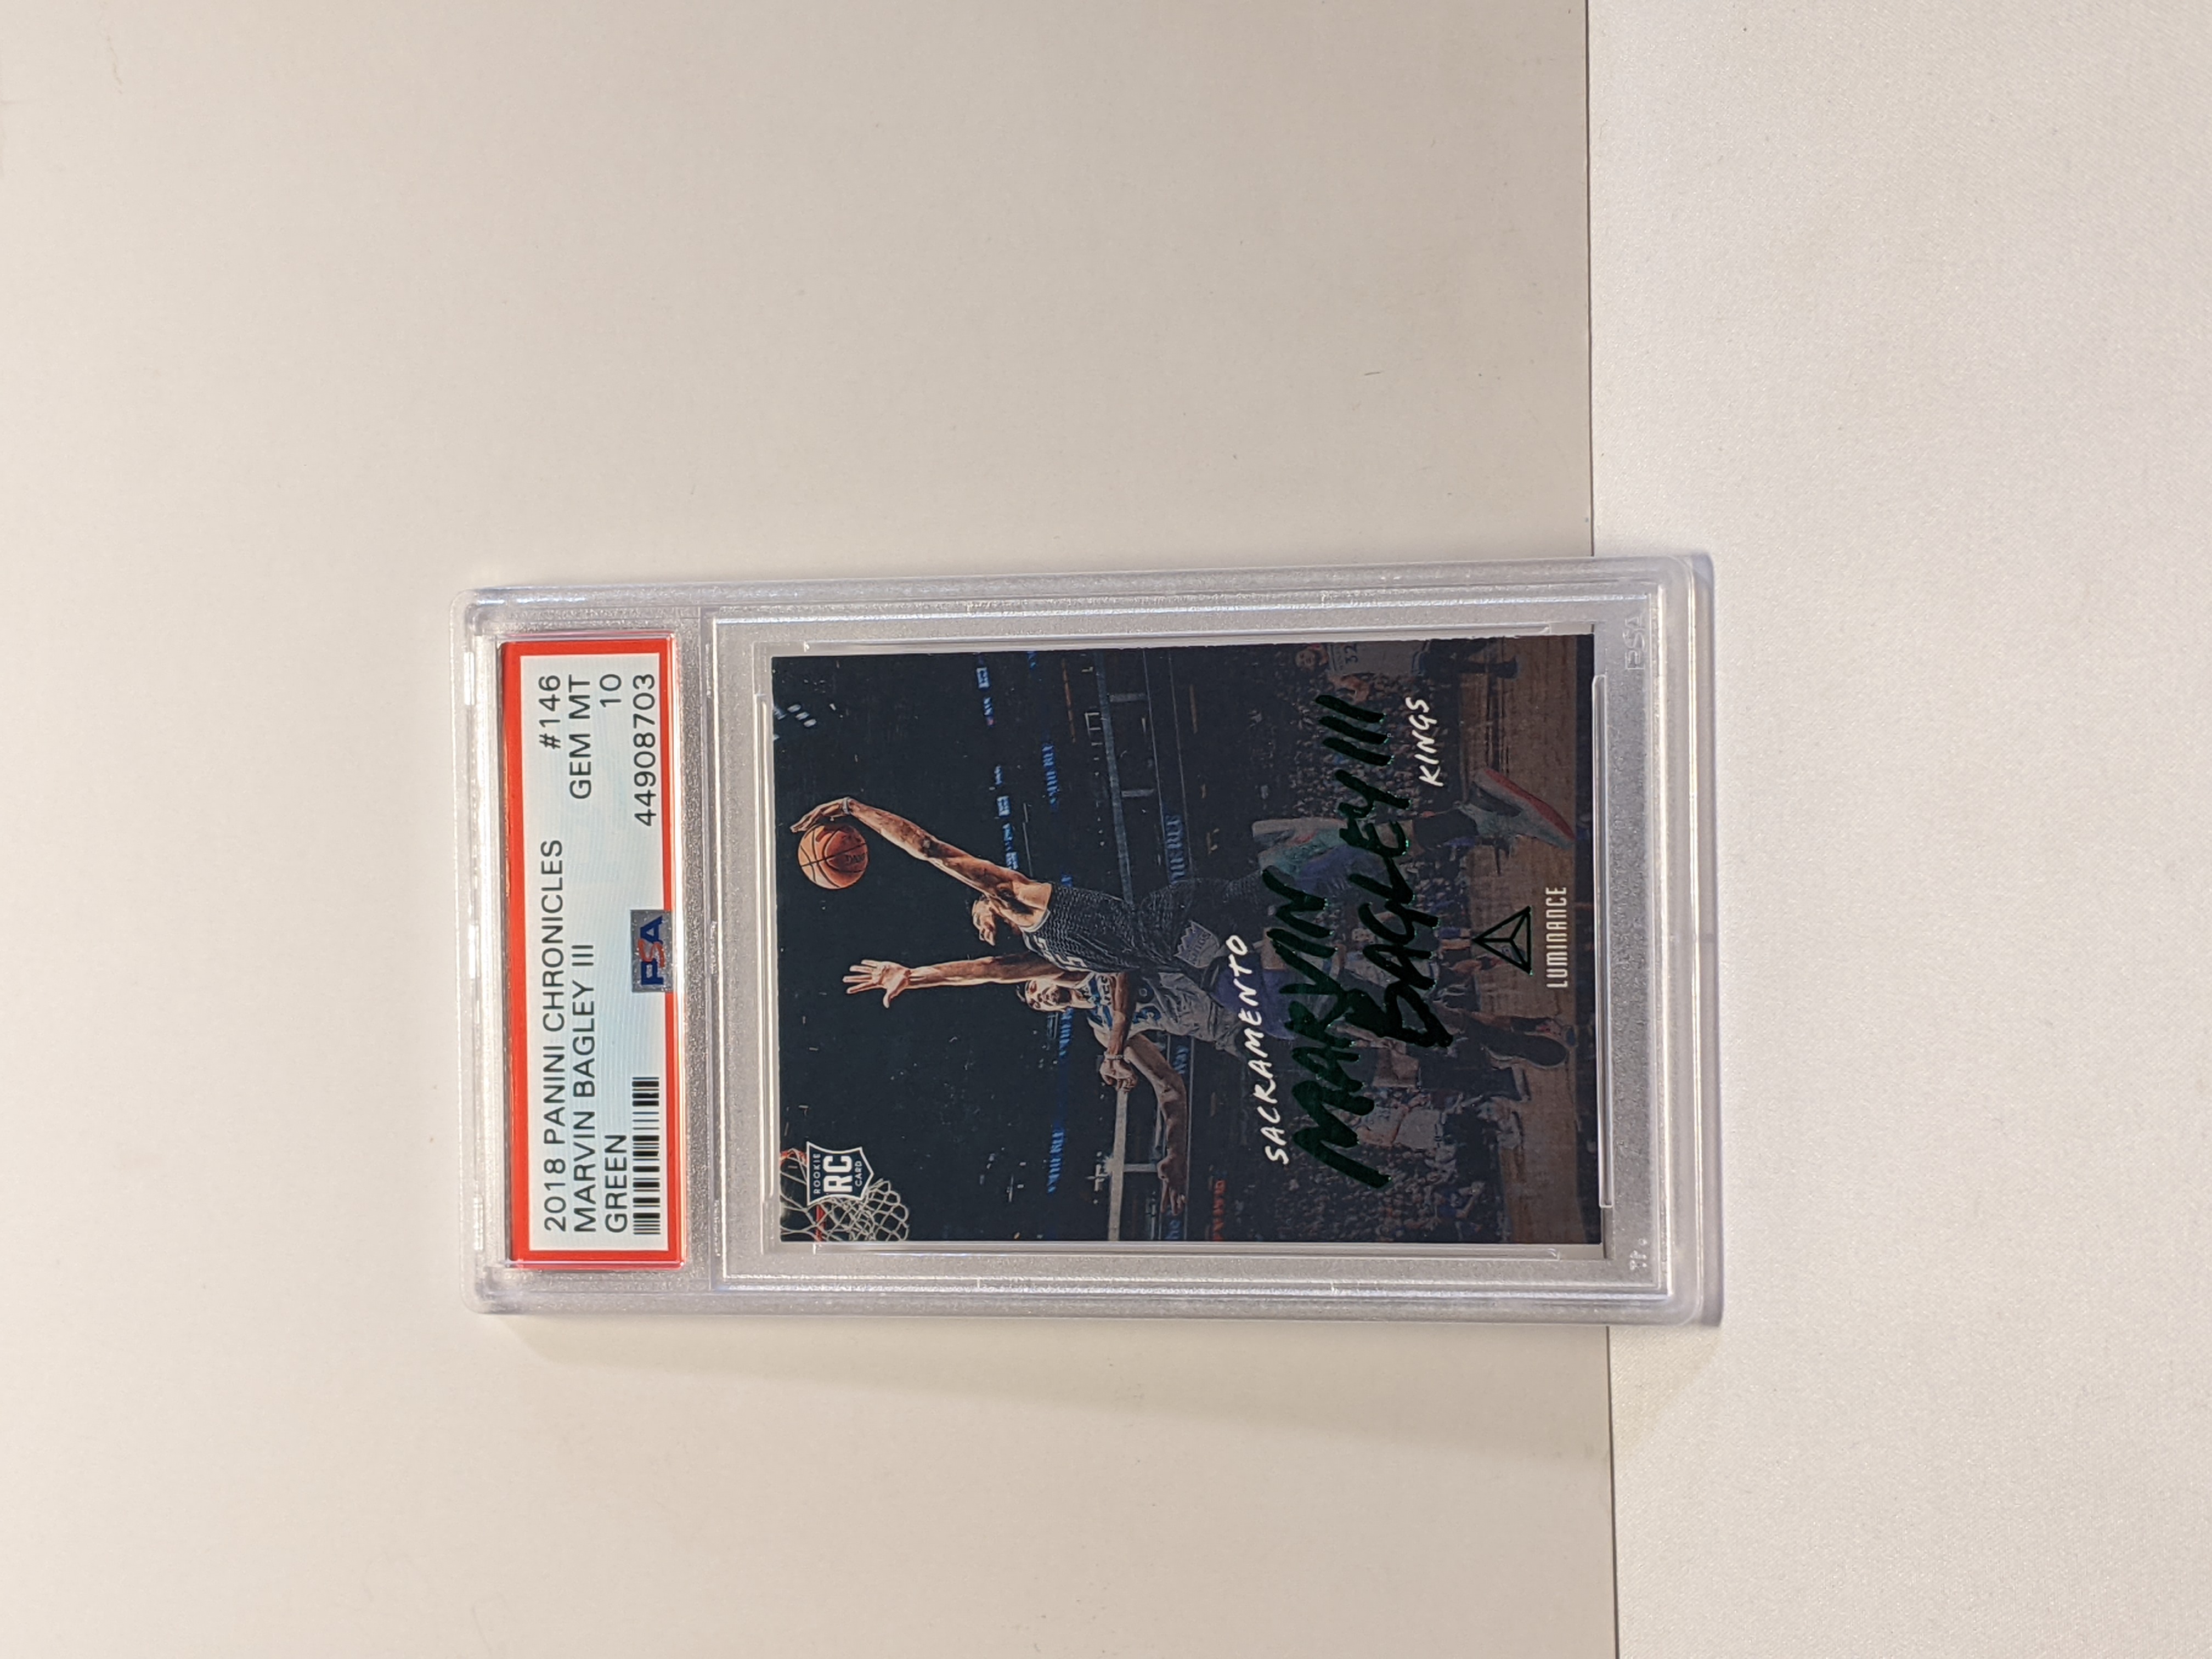 2018 PANINI CHRONICLES #146
MARVIN BAGLEY III GEM MT
GREEN 10
PSA 44908703
ROOKIE
RC
CARD
SACRAMENTO
MARVIN
BAGLEY III
KINGS
LUMINANCE
PSA